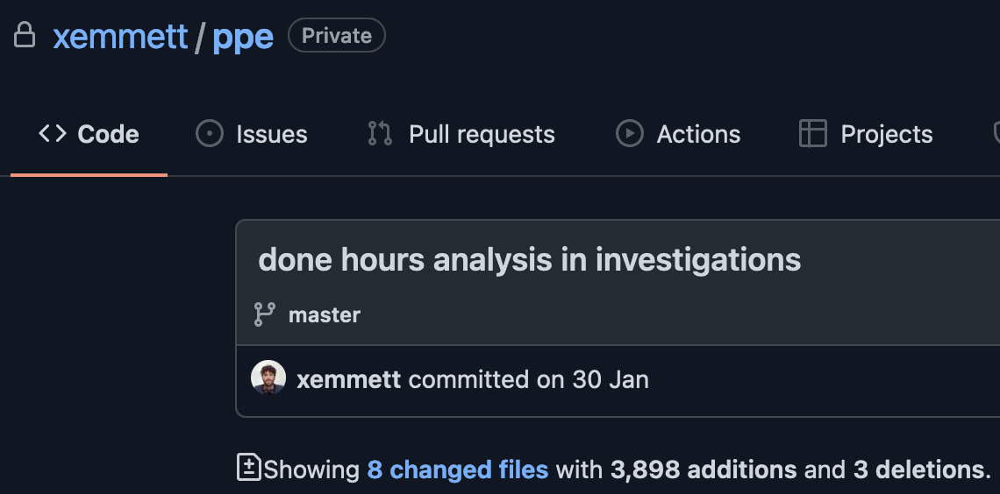 xemmett / ppe Private
Code Issues Pull requests Actions Projects
done hours analysis in investigations
master
xemmett committed on 30 Jan
Showing 8 changed files with 3,898 additions and 3 deletions.